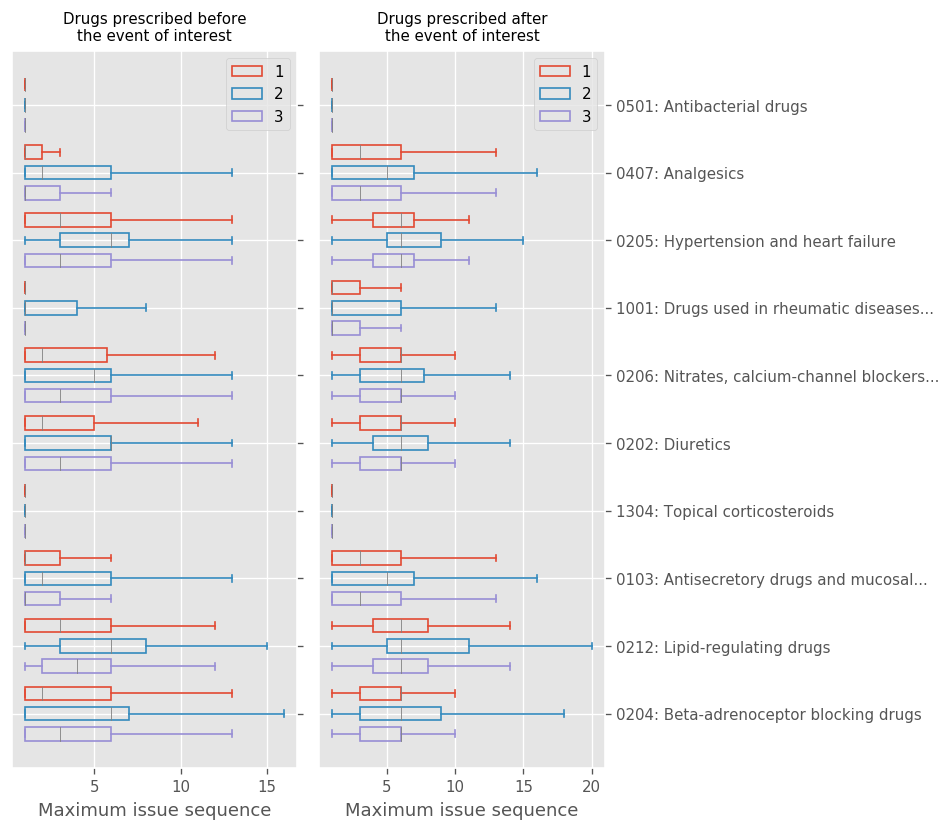 Drugs prescribed before
the event of interest
Drugs prescribed after
the event of interest
1
2
3
1
2
3
0501: Antibacterial drugs
0407: Analgesics
0205: Hypertension and heart failure
1001: Drugs used in rheumatic diseases...
0206: Nitrates, calcium-channel blockers...
0202: Diuretics
1304: Topical corticosteroids
0103: Antisecretory drugs and mucosal...
0212: Lipid-regulating drugs
0204: Beta-adrenoceptor blocking drugs
5 10 15
5 10 15 20
Maximum issue sequence
Maximum issue sequence